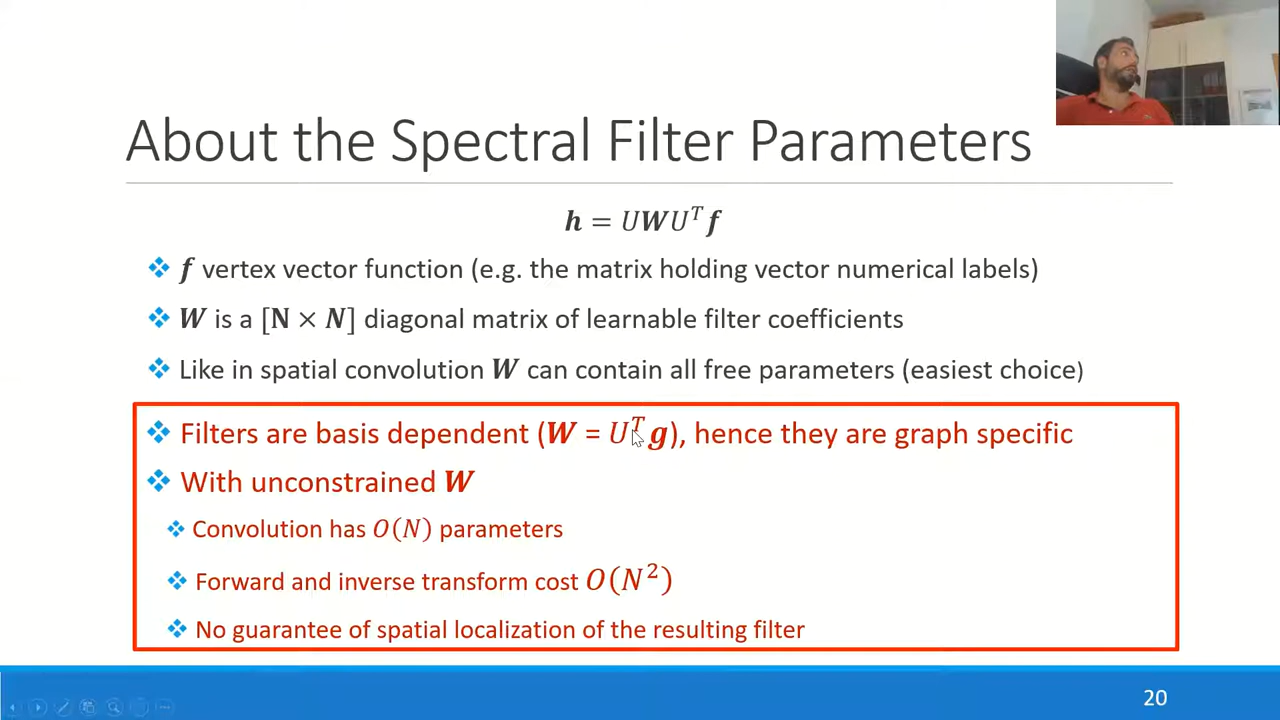 About the Spectral Filter Parameters
h = UWUᵀf
❖ f vertex vector function (e.g. the matrix holding vector numerical labels)
❖ W is a [N × N] diagonal matrix of learnable filter coefficients
❖ Like in spatial convolution W can contain all free parameters (easiest choice)
❖ Filters are basis dependent (W = Uᵀg), hence they are graph specific
❖ With unconstrained W
❖ Convolution has O(N) parameters
❖ Forward and inverse transform cost O(N²)
❖ No guarantee of spatial localization of the resulting filter
20